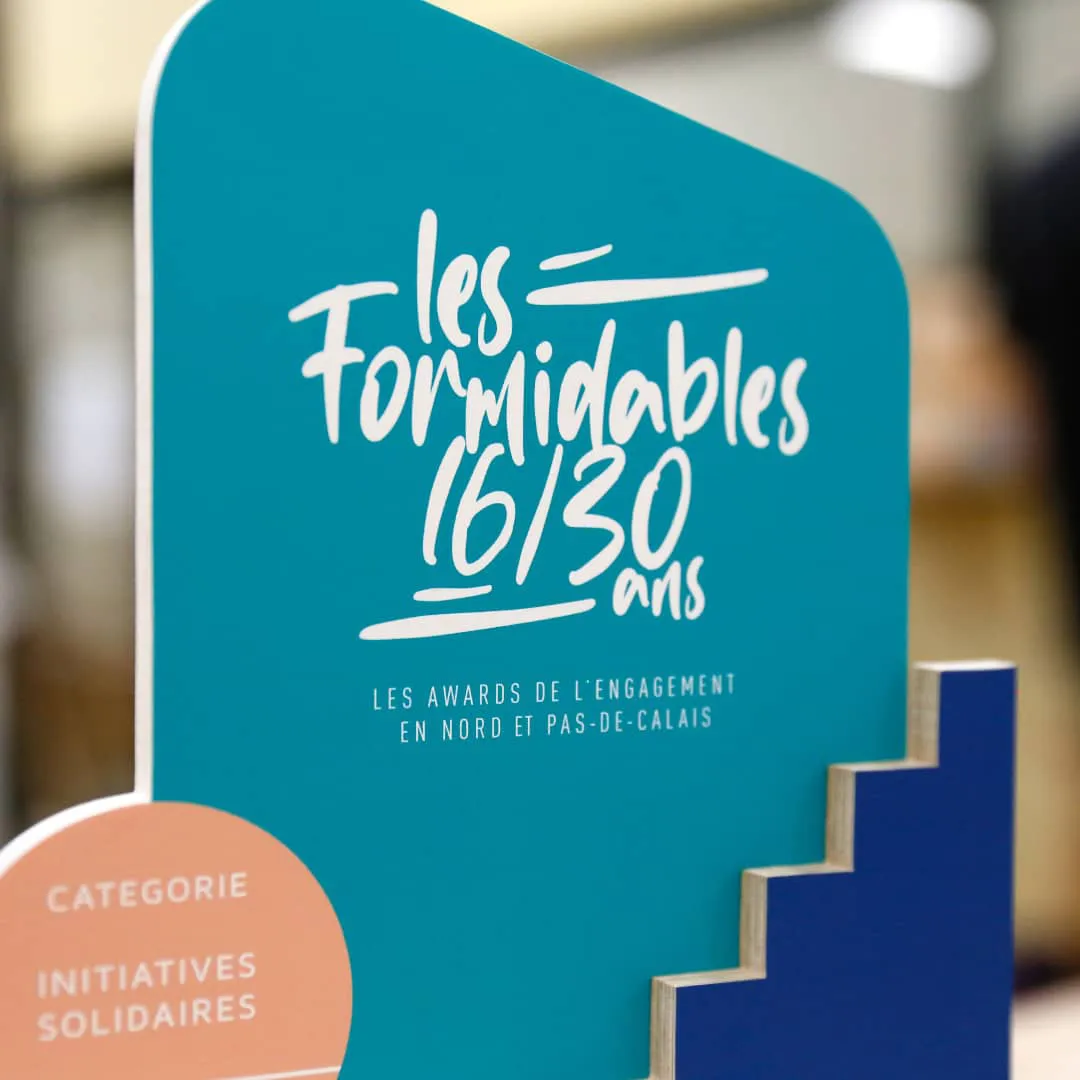 les
Formidables
16/30
ans
LES AWARDS DE L'ENGAGEMENT
EN NORD ET PAS-DE-CALAIS
CATEGORIE
INITIATIVES
SOLIDAIRES